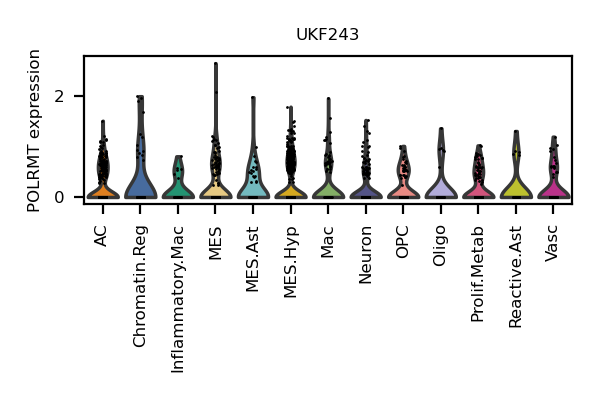 UKF243
POLRMT expression
2
0
AC
Chromatin.Reg
Inflammatory.Mac
MES
MES.Ast
MES.Hyp
Mac
Neuron
OPC
Oligo
Prolif.Metab
Reactive.Ast
Vasc